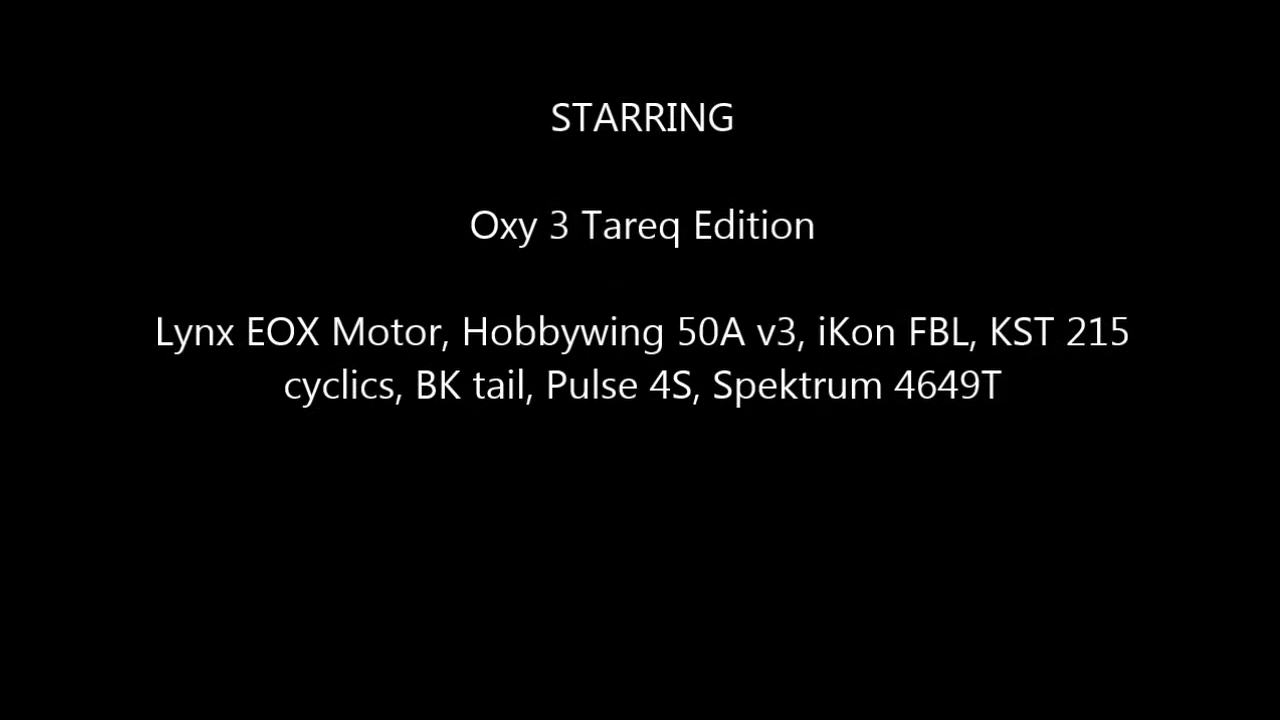 STARRING
Oxy 3 Tareq Edition
Lynx EOX Motor, Hobbywing 50A v3, iKon FBL, KST 215
cyclics, BK tail, Pulse 4S, Spektrum 4649T